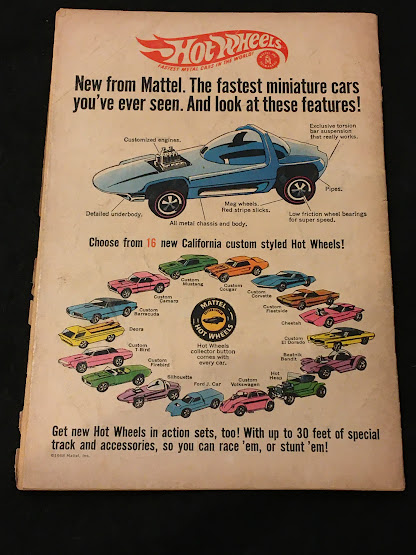 Hot Wheels
FASTEST METAL CARS IN THE WORLD!
New from Mattel. The fastest miniature cars
you've ever seen. And look at these features!
Exclusive torsion
bar suspension
that really works.
Customized engines.
Pipes.
Mag wheels.
Red stripe slicks.
Detailed underbody.
Low friction wheel bearings
for super speed.
All metal chassis and body.
Choose from 16 new California custom styled Hot Wheels!
Custom
Mustang
Custom
Cougar
Custom
Camaro
Custom
Corvette
Custom
Barracuda
Custom
Fleetside
Deora
Cheetah
Custom
T-Bird
Custom
El Dorado
Custom
Firebird
Beatnik
Bandit
Silhouette
Ford J. Car
Custom
Volkswagen
Hot
Heap
MATTEL
HOT WHEELS
Hot Wheels
collector button
comes with
every car.
Get new Hot Wheels in action sets, too! With up to 30 feet of special
track and accessories, so you can race 'em, or stunt 'em!
©1968 Mattel, Inc.